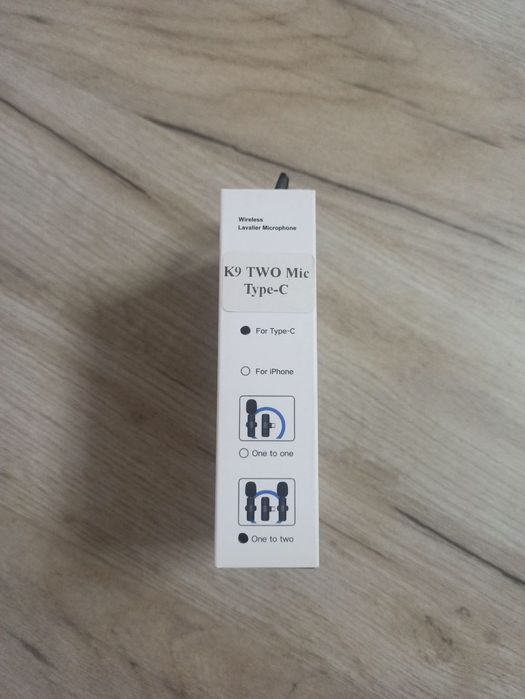 Wireless
Lavalier Microphone
K9 TWO Mic
Type-C
For Type-C
For iPhone
One to one
One to two